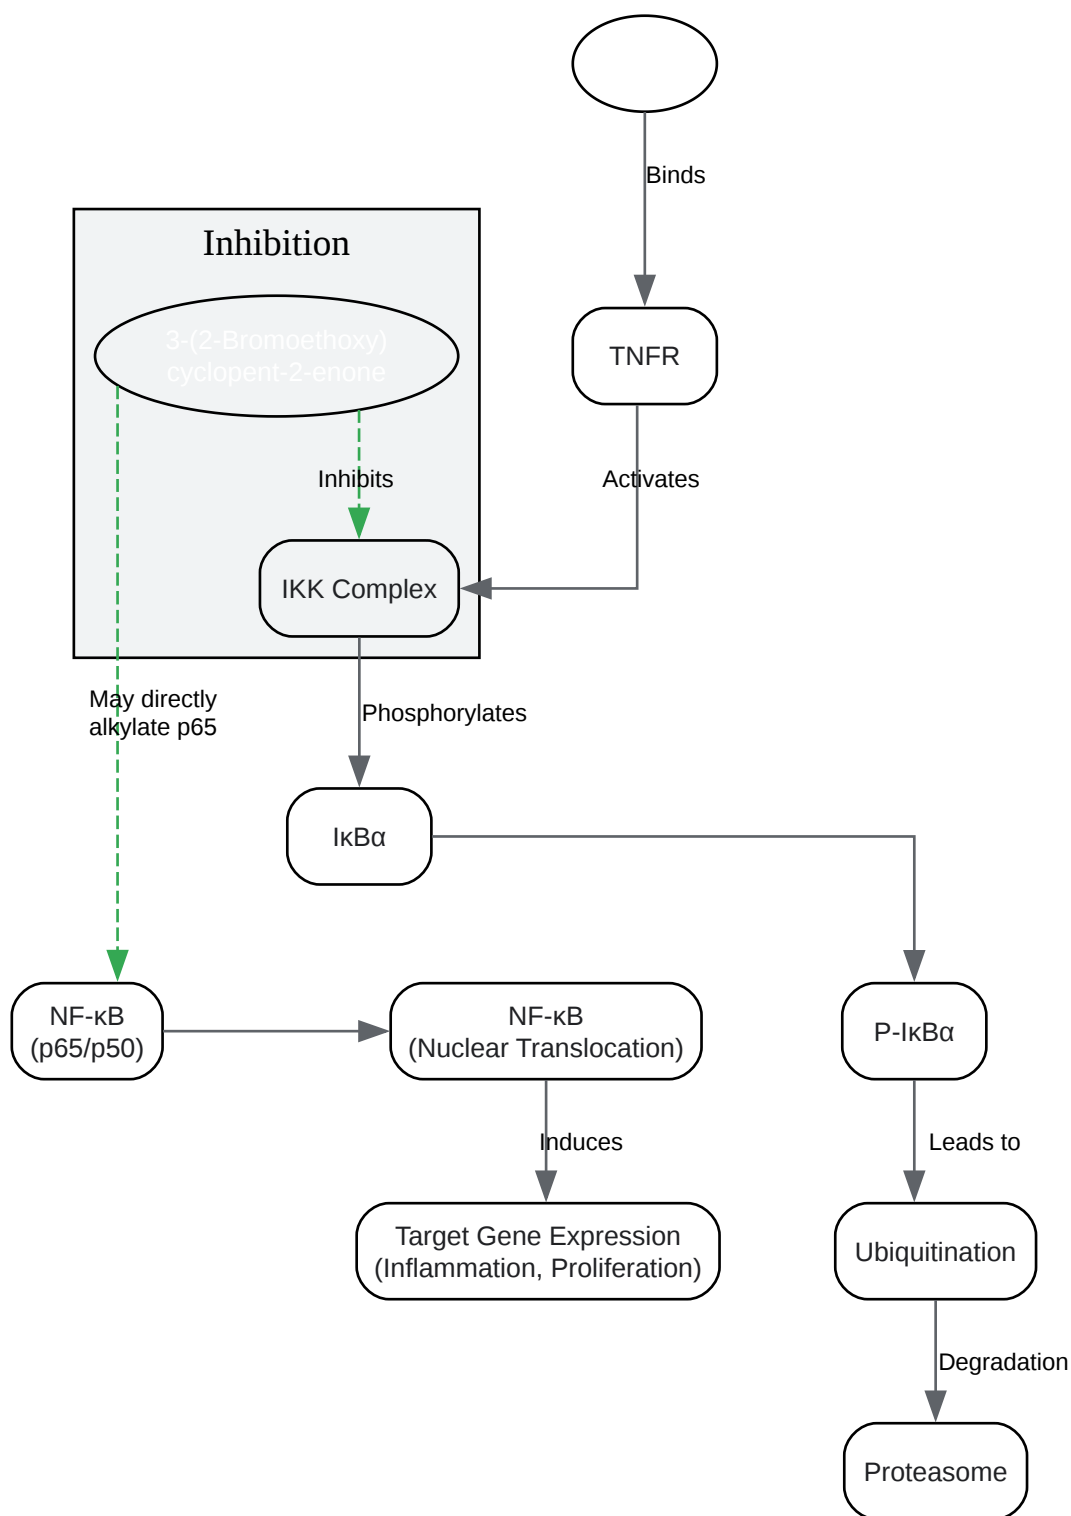 Binds
Inhibition
3-(2-Bromoethoxy)
cyclopent-2-enone
TNFR
Inhibits
Activates
IKK Complex
May directly
alkylate p65
Phosphorylates
IκBα
NF-κB
(p65/p50)
NF-κB
(Nuclear Translocation)
P-IκBα
Induces
Leads to
Target Gene Expression
(Inflammation, Proliferation)
Ubiquitination
Degradation
Proteasome